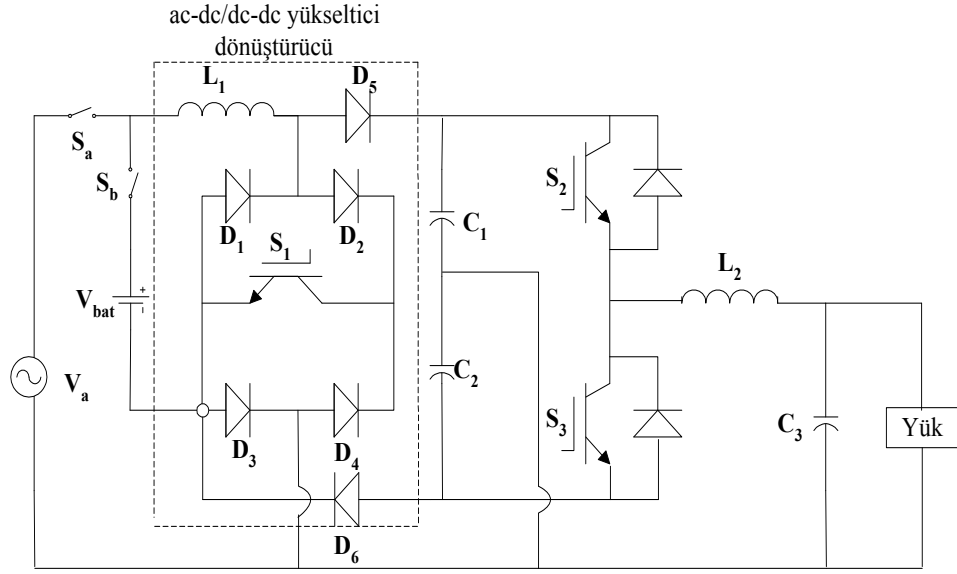 ac-dc/dc-dc yükseltici
dönüştürücü
L1
D5
Sa
Sb
S2
D1
D2
C1
S1
L2
Vbat
+
-
Va
C2
S3
D3
D4
C3
Yük
D6